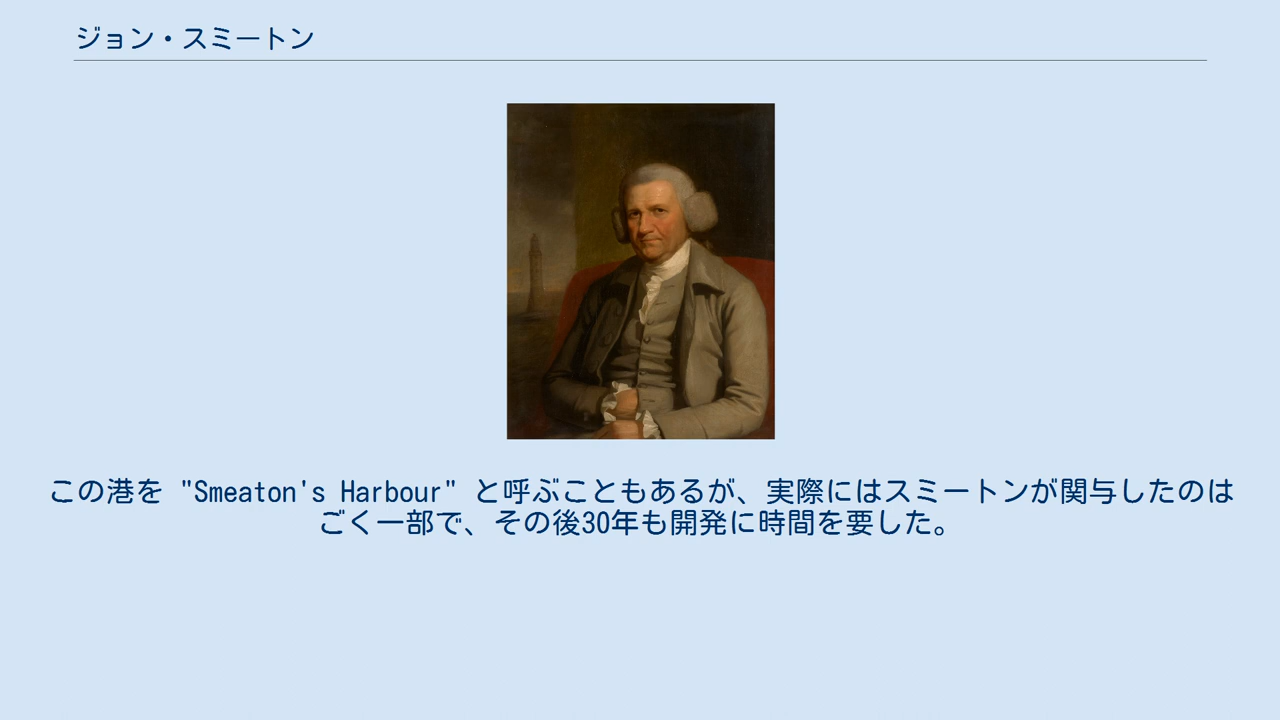 ジョン・スミートン
この港を "Smeaton's Harbour" と呼ぶこともあるが、実際にはスミートンが関与したのは
ごく一部で、その後30年も開発に時間を要した。